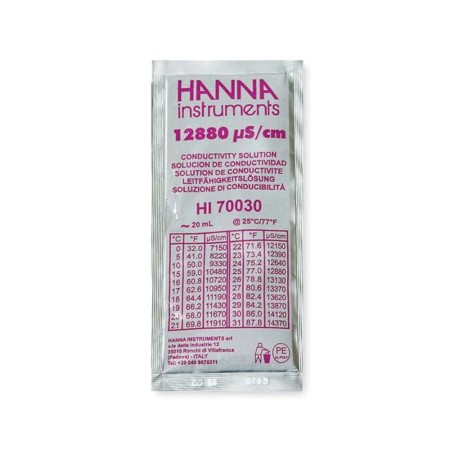 HANNA
instruments
12880 µS/cm
CONDUCTIVITY SOLUTION
SOLUCION DE CONDUCTIVIDAD
SOLUTION DE CONDUCTIVITE
LEITFÄHIGKEITSLÖSUNG
SOLUZIONE DI CONDUCIBILITÀ
HI 70030
~ 20 mL @ 25°C/77°F
°C °F µS/cm °C °F µS/cm
0 32.0 7150 22 71.6 12150
5 41.0 8220 23 73.4 12390
10 50.0 9330 24 75.2 12640
15 59.0 10480 25 77.0 12880
16 60.8 10720 26 78.8 13130
17 62.6 10950 27 80.6 13370
18 64.4 11190 28 82.4 13620
19 66.2 11430 29 84.2 13870
20 68.0 11670 30 86.0 14120
21 69.8 11910 31 87.8 14370
HANNA INSTRUMENTS srl
v.le delle Industrie 12
35010 Ronchi di Villafranca
(Padova) - ITALY
PE